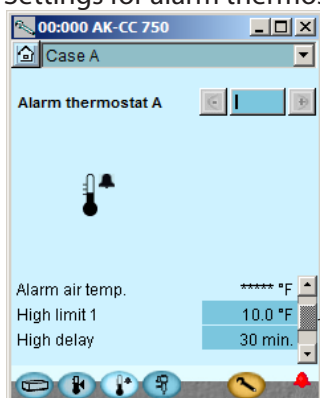 Settings for alarm thermos
00:000 AK-CC 750
Case A
Alarm thermostat A
I
Alarm air temp. ***** °F
High limit 1 10.0 °F
High delay 30 min.